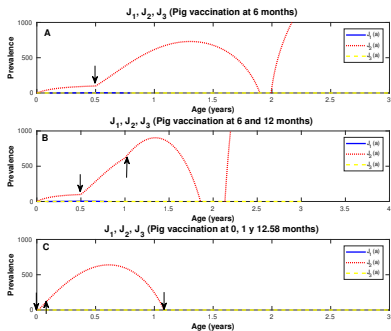 J1, J2, J3 (Pig vaccination at 6 months)
A
Prevalence
1000
500
0
J1(a)
J2(a)
J3(a)
0 0.5 1 1.5 2 2.5 3
Age (years)
J1, J2, J3 (Pig vaccination at 6 and 12 months)
B
Prevalence
1000
500
0
J1(a)
J2(a)
J3(a)
0 0.5 1 1.5 2 2.5 3 3.5 4
Age (years)
J1, J2, J3 (Pig vaccination at 0, 1 y 12.58 months)
C
Prevalence
1000
500
0
J1(a)
J2(a)
J3(a)
0 0.5 1 1.5 2 2.5 3
Age (years)